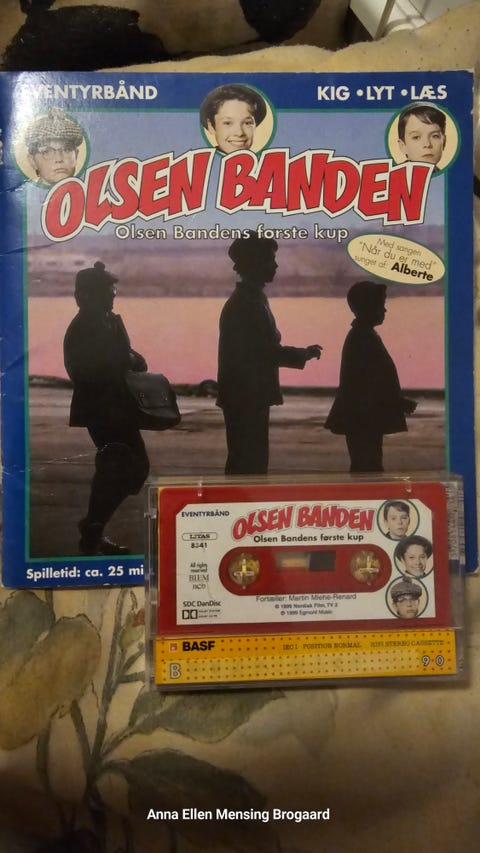 EVENTYRBÅND
KIG • LYT • LÆS
OLSEN BANDEN
Olsen Bandens første kup
Med sangen
"Når du er med"
sunget af: Alberte
EVENTYRBÅND
OLSEN BANDEN
Olsen Bandens første kup
8341
All rights
reserved
BIEM
ncb
SDC DanDisc
Fortæller: Martin Miehe-Renard
© 1999 Nordisk Film, TV 2
℗ 1999 Egmont Music
Spilletid: ca. 25 mi
BASF IEC I POSITION NORMAL HIFI STEREO CASSETTE
B 90
Anna Ellen Mensing Brogaard